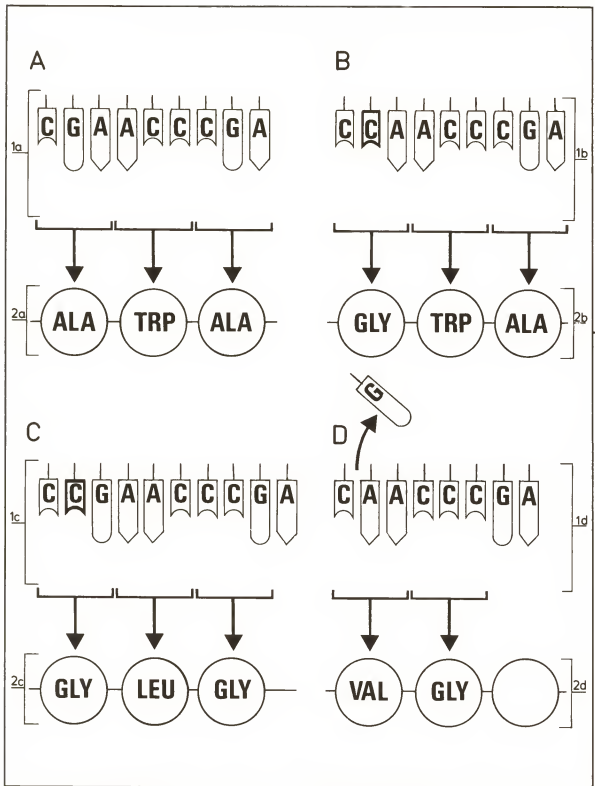 A
C G A A C C C G A
1a
ALA TRP ALA
2a
B
C C A A C C C G A
1b
GLY TRP ALA
2b
C
C C G A A C C C G A
1c
GLY LEU GLY
2c
G
D
C A A C C C G A
1d
VAL GLY
2d